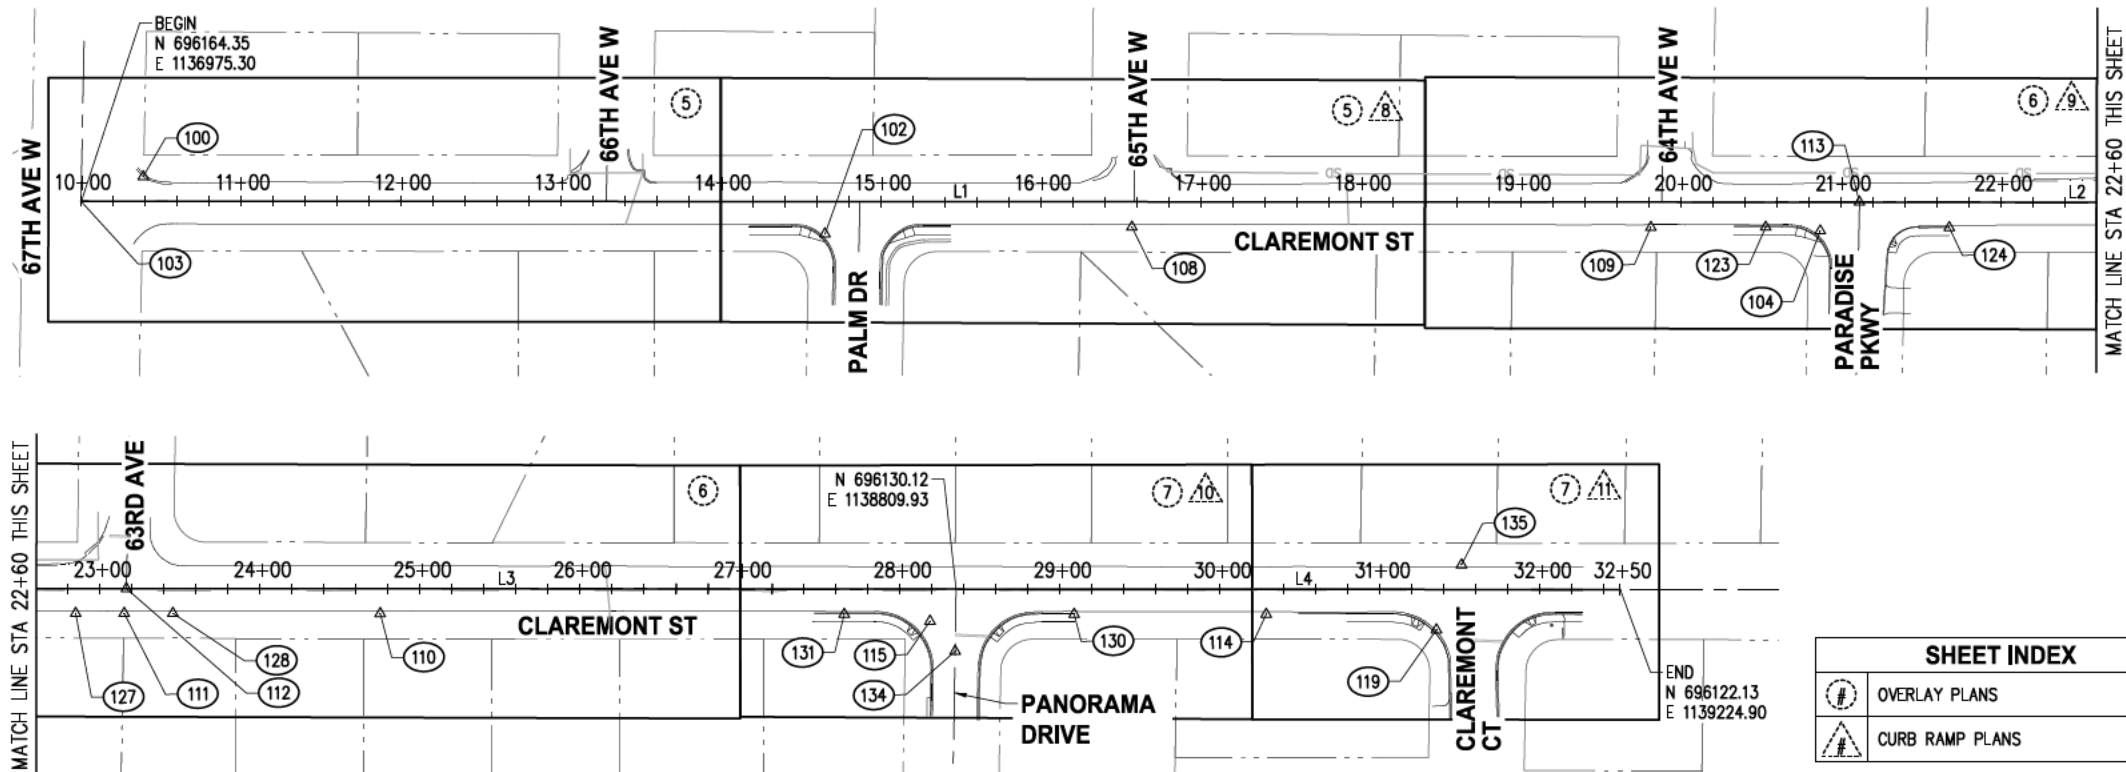 BEGIN
N 696164.35
E 1136975.30
67TH AVE W
66TH AVE W
65TH AVE W
64TH AVE W
5
5
8
6
9
100
102
113
10+00
11+00
12+00
13+00
14+00
15+00
16+00
17+00
18+00
19+00
20+00
21+00
22+00
L1
L2
SD
SD
SD
SD
103
108
CLAREMONT ST
109
123
104
124
PALM DR
PARADISE
PKWY
MATCH LINE STA 22+60 THIS SHEET
MATCH LINE STA 22+60 THIS SHEET
63RD AVE
6
N 696130.12
E 1138809.93
7
10
7
11
135
23+00
24+00
25+00
26+00
27+00
28+00
29+00
30+00
31+00
32+00
32+50
L3
L4
CLAREMONT ST
127
111
128
112
110
131
115
134
130
114
119
PANORAMA
DRIVE
CLAREMONT
CT
END
N 696122.13
E 1139224.90
SHEET INDEX
# OVERLAY PLANS
# CURB RAMP PLANS